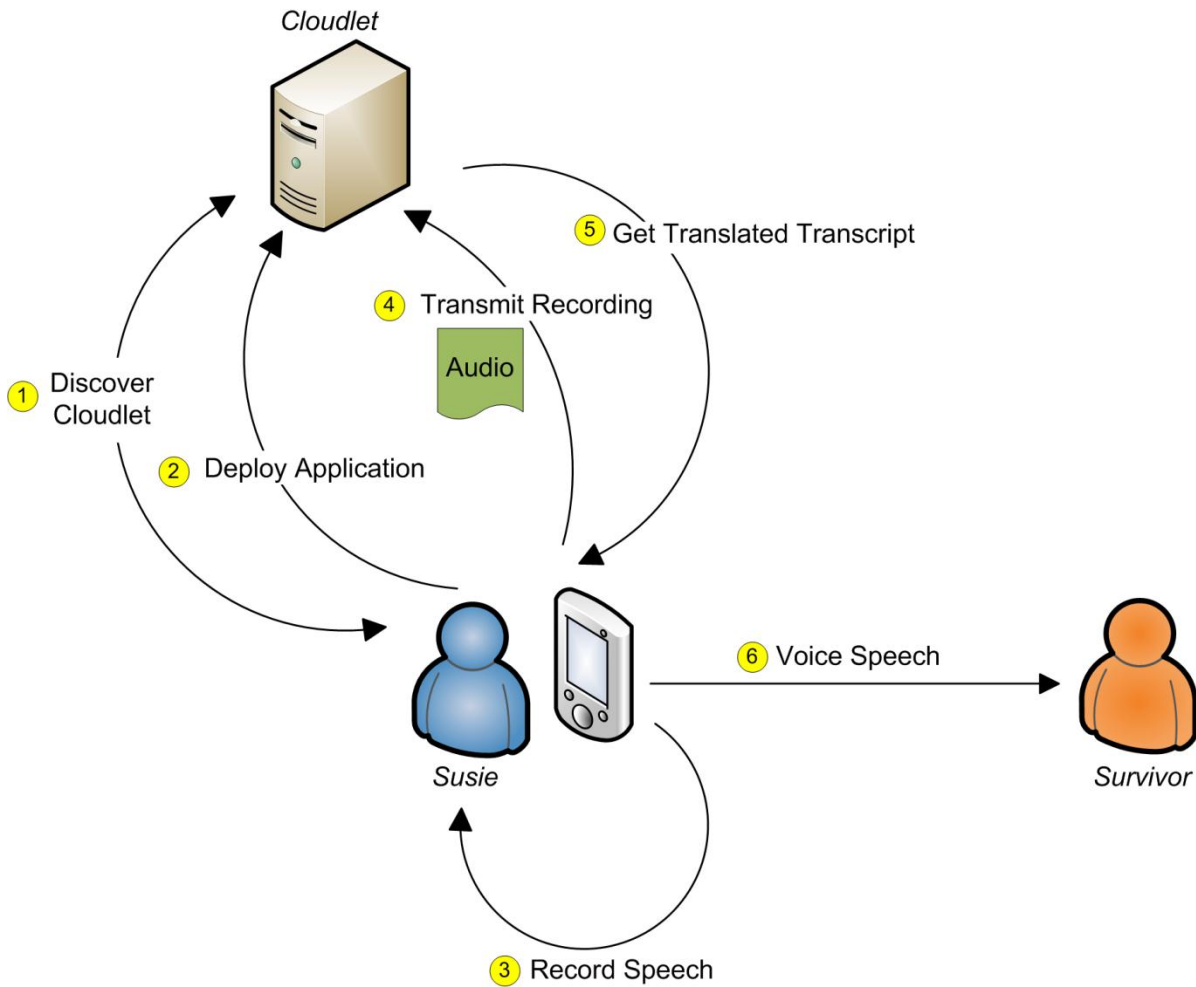 Cloudlet
5 Get Translated Transcript
4 Transmit Recording
Audio
1 Discover
Cloudlet
2 Deploy Application
6 Voice Speech
Susie
Survivor
3 Record Speech